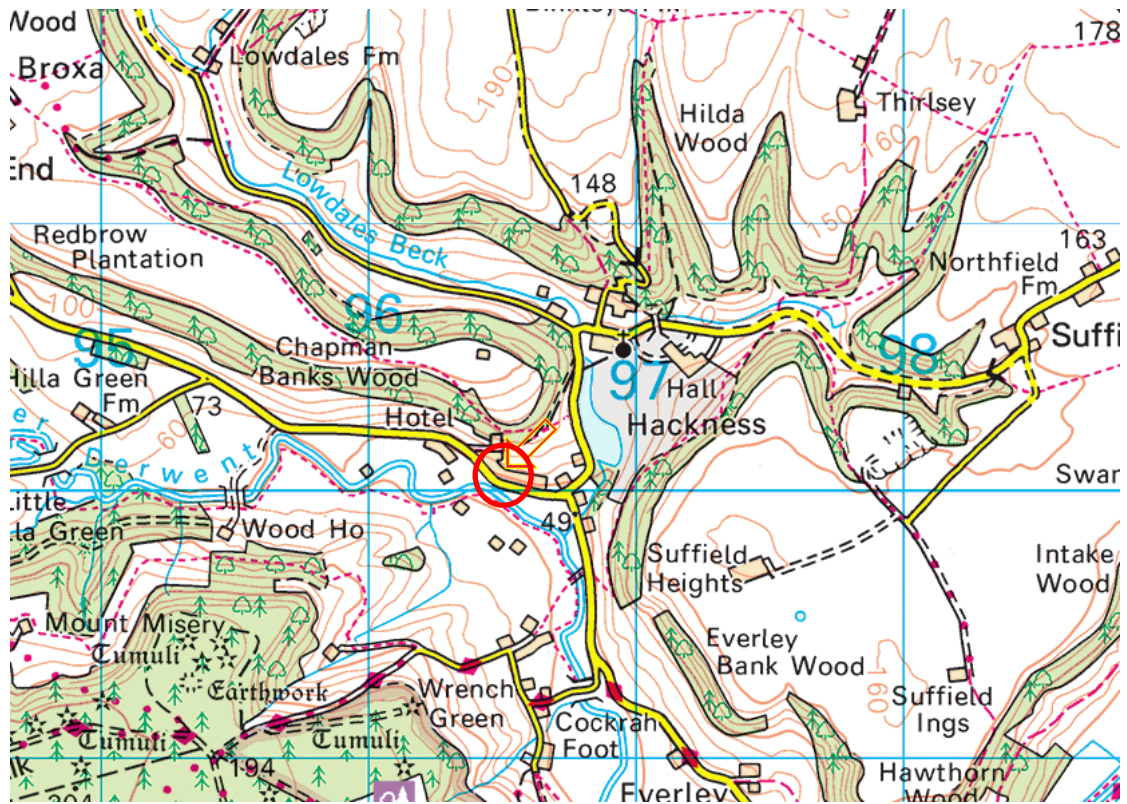 Wood
Lowdales Fm
178
Broxa
190
170
Thirlsey
Hilda
Wood
160
End
Lowdales Beck
148
150
163
Redbrow
Plantation
Northfield
Fm
100
96
95
Chapman
Banks Wood
97
98
Hilla Green
Fm
73
Hotel
Hall
Hackness
60
Derwent
Swar
Little
la Green
Wood Ho
49
Suffield
Heights
Intake
Wood
Mount Misery
Tumuli
Everley
Bank Wood
Earthwork
Wrench
Green
160
Suffield
Ings
Tumuli
Tumuli
Cockrah
Foot
194
Hawthorn
Wood
Everley
204